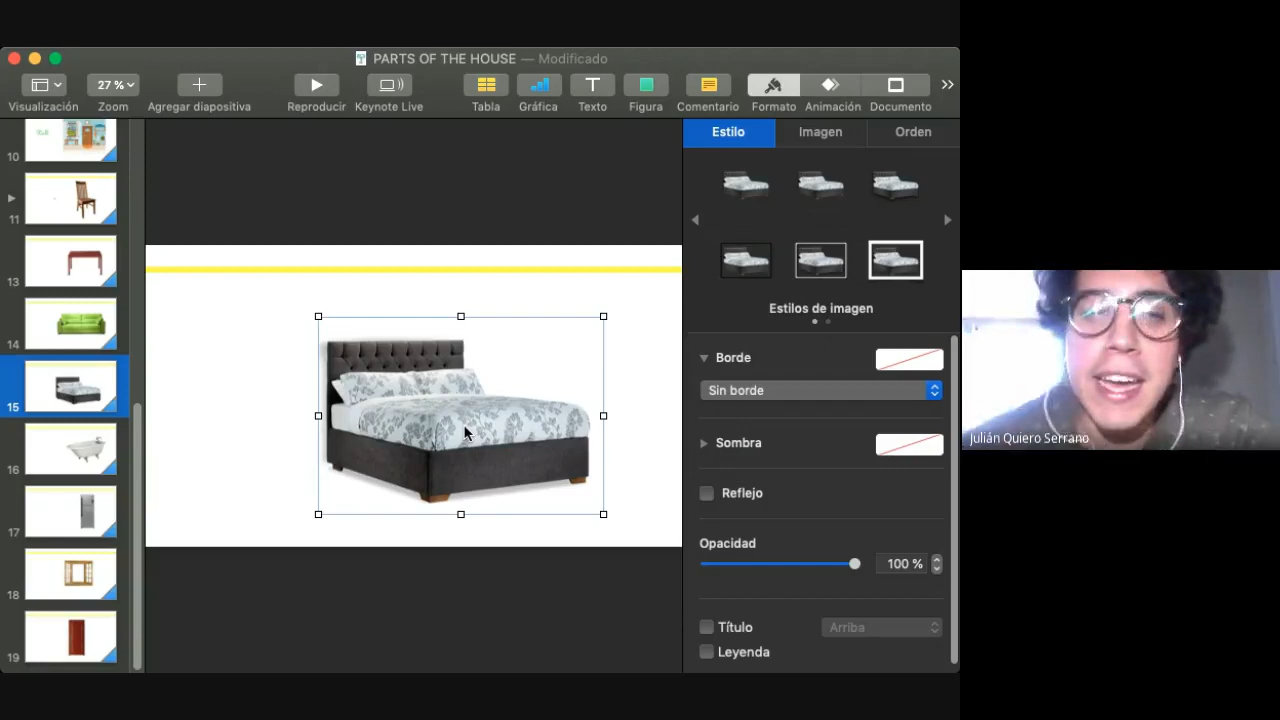 PARTS OF THE HOUSE — Modificado
27 %
Visualización Zoom Agregar diapositiva Reproducir Keynote Live Tabla Gráfica Texto Figura Comentario Formato Animación Documento
Estilo Imagen Orden
10
11
13
14
15
16
17
18
19
Estilos de imagen
Borde
Sin borde
Sombra
Reflejo
Opacidad
100 %
Título Arriba
Leyenda
Julián Quiero Serrano